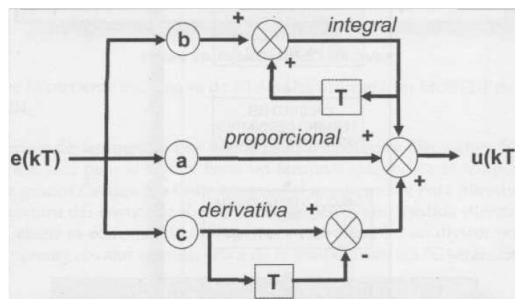 b + integral
+
T
e(kT) a proporcional + u(kT
+
c derivativa +
-
T